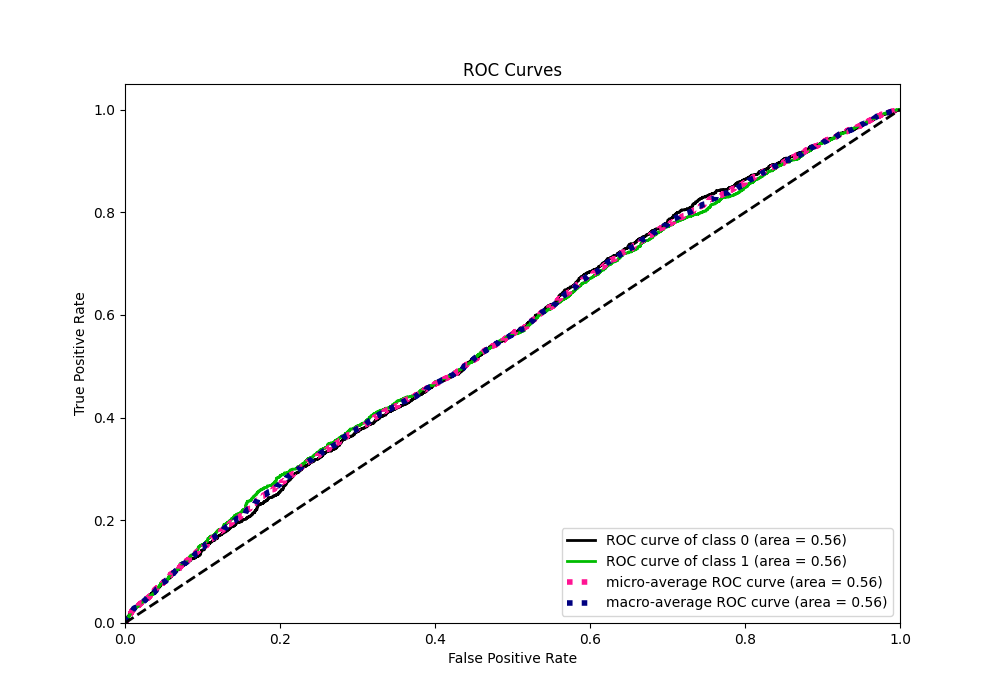 ROC Curves
1.0
0.8
0.6
0.4
0.2
0.0
True Positive Rate
0.0 0.2 0.4 0.6 0.8 1.0
False Positive Rate
ROC curve of class 0 (area = 0.56)
ROC curve of class 1 (area = 0.56)
micro-average ROC curve (area = 0.56)
macro-average ROC curve (area = 0.56)